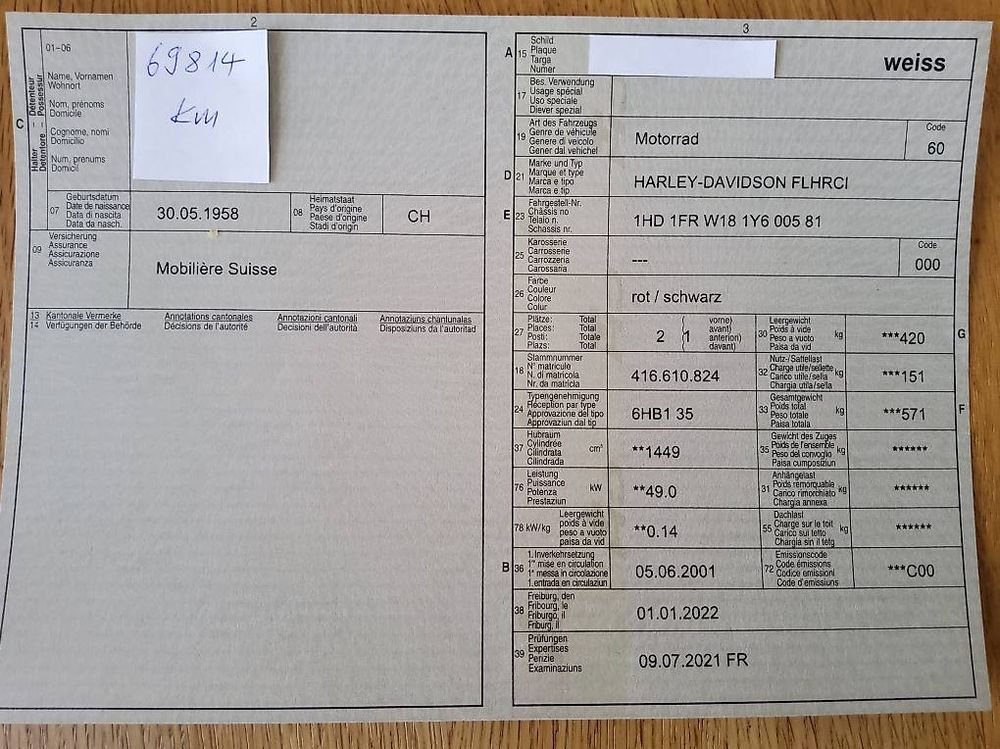 2
01-06
C
Halter Détenteur
Detentore Possessur
Name, Vornamen
Wohnort
Nom, prénoms
Domicile
Cognome, nomi
Domicilio
Num, prenums
Domicil
69814
Km
07
Geburtsdatum
Date de naissance
Data di nascita
Data da nasch.
30.05.1958
08
Heimatstaat
Pays d'origine
Paese d'origine
Stadi d'origin
CH
09
Versicherung
Assurance
Assicurazione
Assicuranza
Mobilière Suisse
13 Kantonale Vermerke Annotations cantonales Annotazioni cantonali Annotaziuns chantunalas
14 Verfügungen der Behörde Décisions de l'autorité Decisioni dell'autorità Disposiziuns da l'autoritad
3
A 15
Schild
Plaque
Targa
Numer
weiss
17
Bes. Verwendung
Usage spécial
Uso speciale
Diever spezial
19
Art des Fahrzeugs
Genre de véhicule
Genere di veicolo
Gener dal vehichel
Motorrad
Code
60
D 21
Marke und Typ
Marque et type
Marca e tipo
Marca e tip
HARLEY-DAVIDSON FLHRCI
E 23
Fahrgestell-Nr.
Châssis no
Telaio n.
Schassis nr.
1HD 1FR W18 1Y6 005 81
25
Karosserie
Carrosserie
Carrozzeria
Carossaria
---
Code
000
26
Farbe
Couleur
Colore
Colur
rot / schwarz
27
Plätze: Total
Places: Total
Posti: Totale
Plazs: Total
2 (1
vorne)
avant)
anteriori)
davant)
30
Leergewicht
Poids à vide
Peso a vuoto
Paisa da vid
kg
***420
G
18
Stammnummer
N° matricule
N. di matricola
Nr. da matricla
416.610.824
32
Nutz-/Sattellast
Charge utile/sellette
Carico utile/sella
Chargia utila/sella
kg
***151
24
Typengenehmigung
Réception par type
Approvazione del tipo
Approvaziun dal tip
6HB1 35
33
Gesamtgewicht
Poids total
Peso totale
Paisa totala
kg
***571
F
37
Hubraum
Cylindrée
Cilindrata
Cilindrada
cm³
**1449
35
Gewicht des Zuges
Poids de l'ensemble
Peso del convoglio
Paisa cumposiziun
kg
******
76
Leistung
Puissance
Potenza
Prestaziun
kW
**49.0
31
Anhängelast
Poids remorquable
Carico rimorchiato
Chargia annexa
kg
******
78 kW/kg
Leergewicht
poids à vide
peso a vuoto
paisa da vid
**0.14
55
Dachlast
Charge sur le toit
Carico sul tetto
Chargia sin il tetg
kg
******
B 36
1. Inverkehrsetzung
1re mise en circulation
1a messa in circolazione
1. entrada en circulaziun
05.06.2001
72
Emissionscode
Code émissions
Codice emissioni
Code d'emissiuns
***C00
38
Freiburg, den
Fribourg, le
Friburgo, il
Friburg, il
01.01.2022
39
Prüfungen
Expertises
Perizie
Examinaziuns
09.07.2021 FR